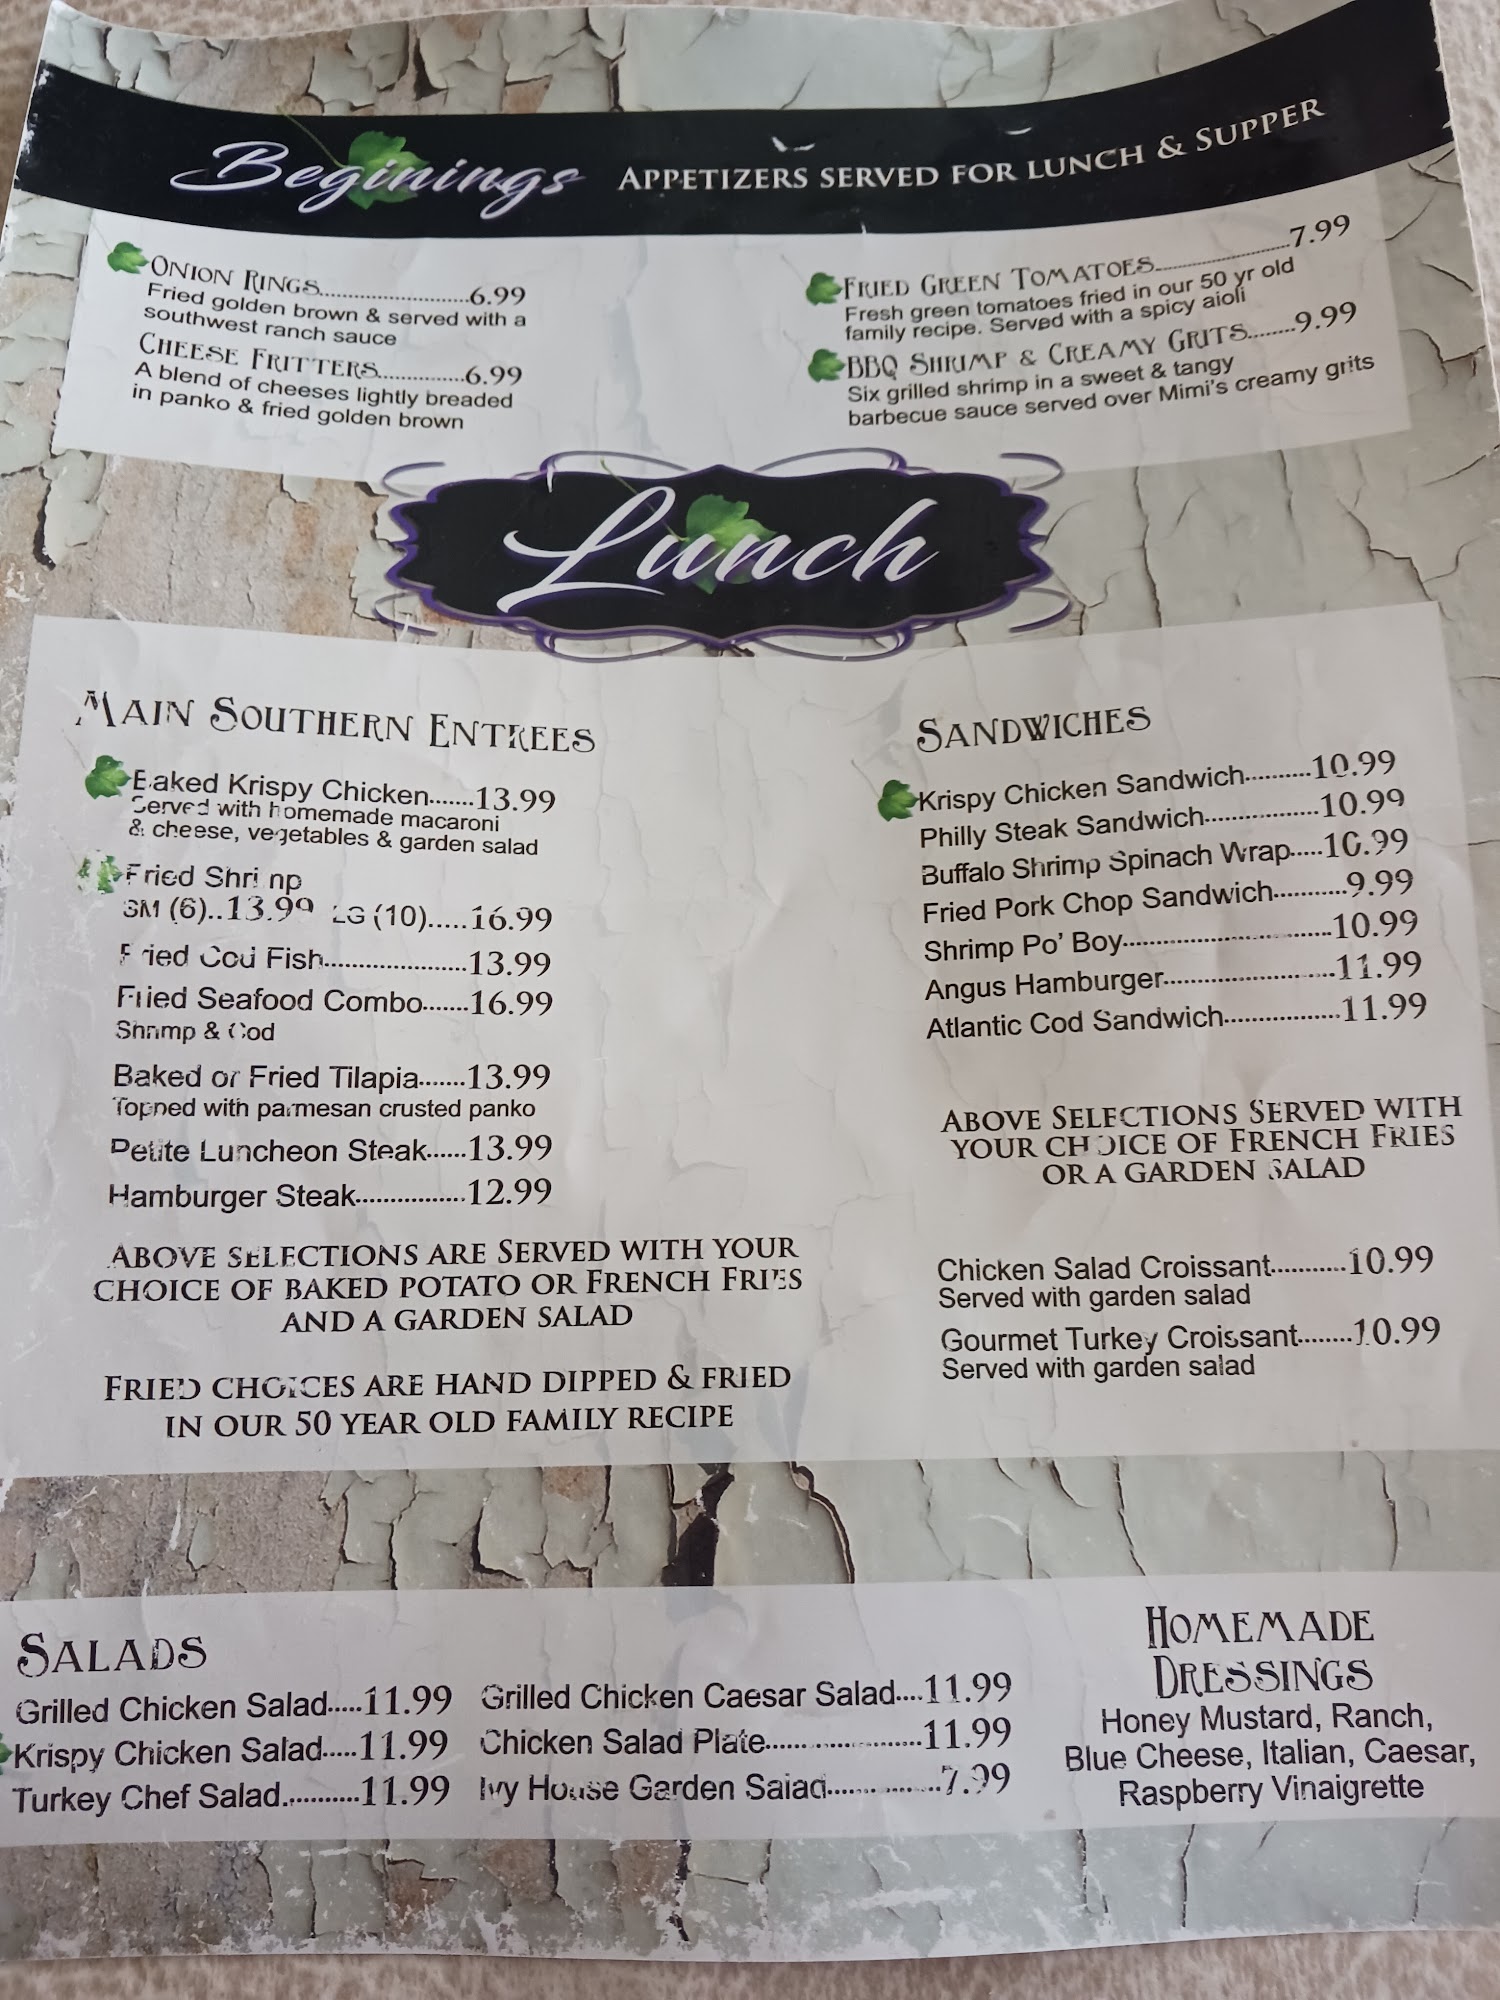 Beginings APPETIZERS SERVED FOR LUNCH & SUPPER
ONION RINGS............................6.99
Fried golden brown & served with a
southwest ranch sauce
CHEESE FRITTERS................6.99
A blend of cheeses lightly breaded
in panko & fried golden brown
FRIED GREEN TOMATOES..........................7.99
Fresh green tomatoes fried in our 50 yr old
family recipe. Served with a spicy aioli
BBQ SHRIMP & CREAMY GRITS........9.99
Six grilled shrimp in a sweet & tangy
barbecue sauce served over Mimi's creamy grits
Lunch
MAIN SOUTHERN ENTREES
Baked Krispy Chicken.......13.99
Served with homemade macaroni
& cheese, vegetables & garden salad
Fried Shrimp
SM (6)..13.99 LG (10).....16.99
Fried Cod Fish.....................13.99
Fried Seafood Combo.......16.99
Shrimp & Cod
Baked or Fried Tilapia.......13.99
Topped with parmesan crusted panko
Petite Luncheon Steak......13.99
Hamburger Steak.................12.99
ABOVE SELECTIONS ARE SERVED WITH YOUR
CHOICE OF BAKED POTATO OR FRENCH FRIES
AND A GARDEN SALAD
FRIED CHOICES ARE HAND DIPPED & FRIED
IN OUR 50 YEAR OLD FAMILY RECIPE
SANDWICHES
Krispy Chicken Sandwich..........10.99
Philly Steak Sandwich.................10.99
Buffalo Shrimp Spinach Wrap.....10.99
Fried Pork Chop Sandwich...........9.99
Shrimp Po' Boy................................10.99
Angus Hamburger..........................11.99
Atlantic Cod Sandwich.................11.99
ABOVE SELECTIONS SERVED WITH
YOUR CHOICE OF FRENCH FRIES
OR A GARDEN SALAD
Chicken Salad Croissant...........10.99
Served with garden salad
Gourmet Turkey Croissant........10.99
Served with garden salad
SALADS
Grilled Chicken Salad.....11.99
Krispy Chicken Salad.....11.99
Turkey Chef Salad...........11.99
Grilled Chicken Caesar Salad....11.99
Chicken Salad Plate.......................11.99
Ivy House Garden Salad................7.99
HOMEMADE
DRESSINGS
Honey Mustard, Ranch,
Blue Cheese, Italian, Caesar,
Raspberry Vinaigrette